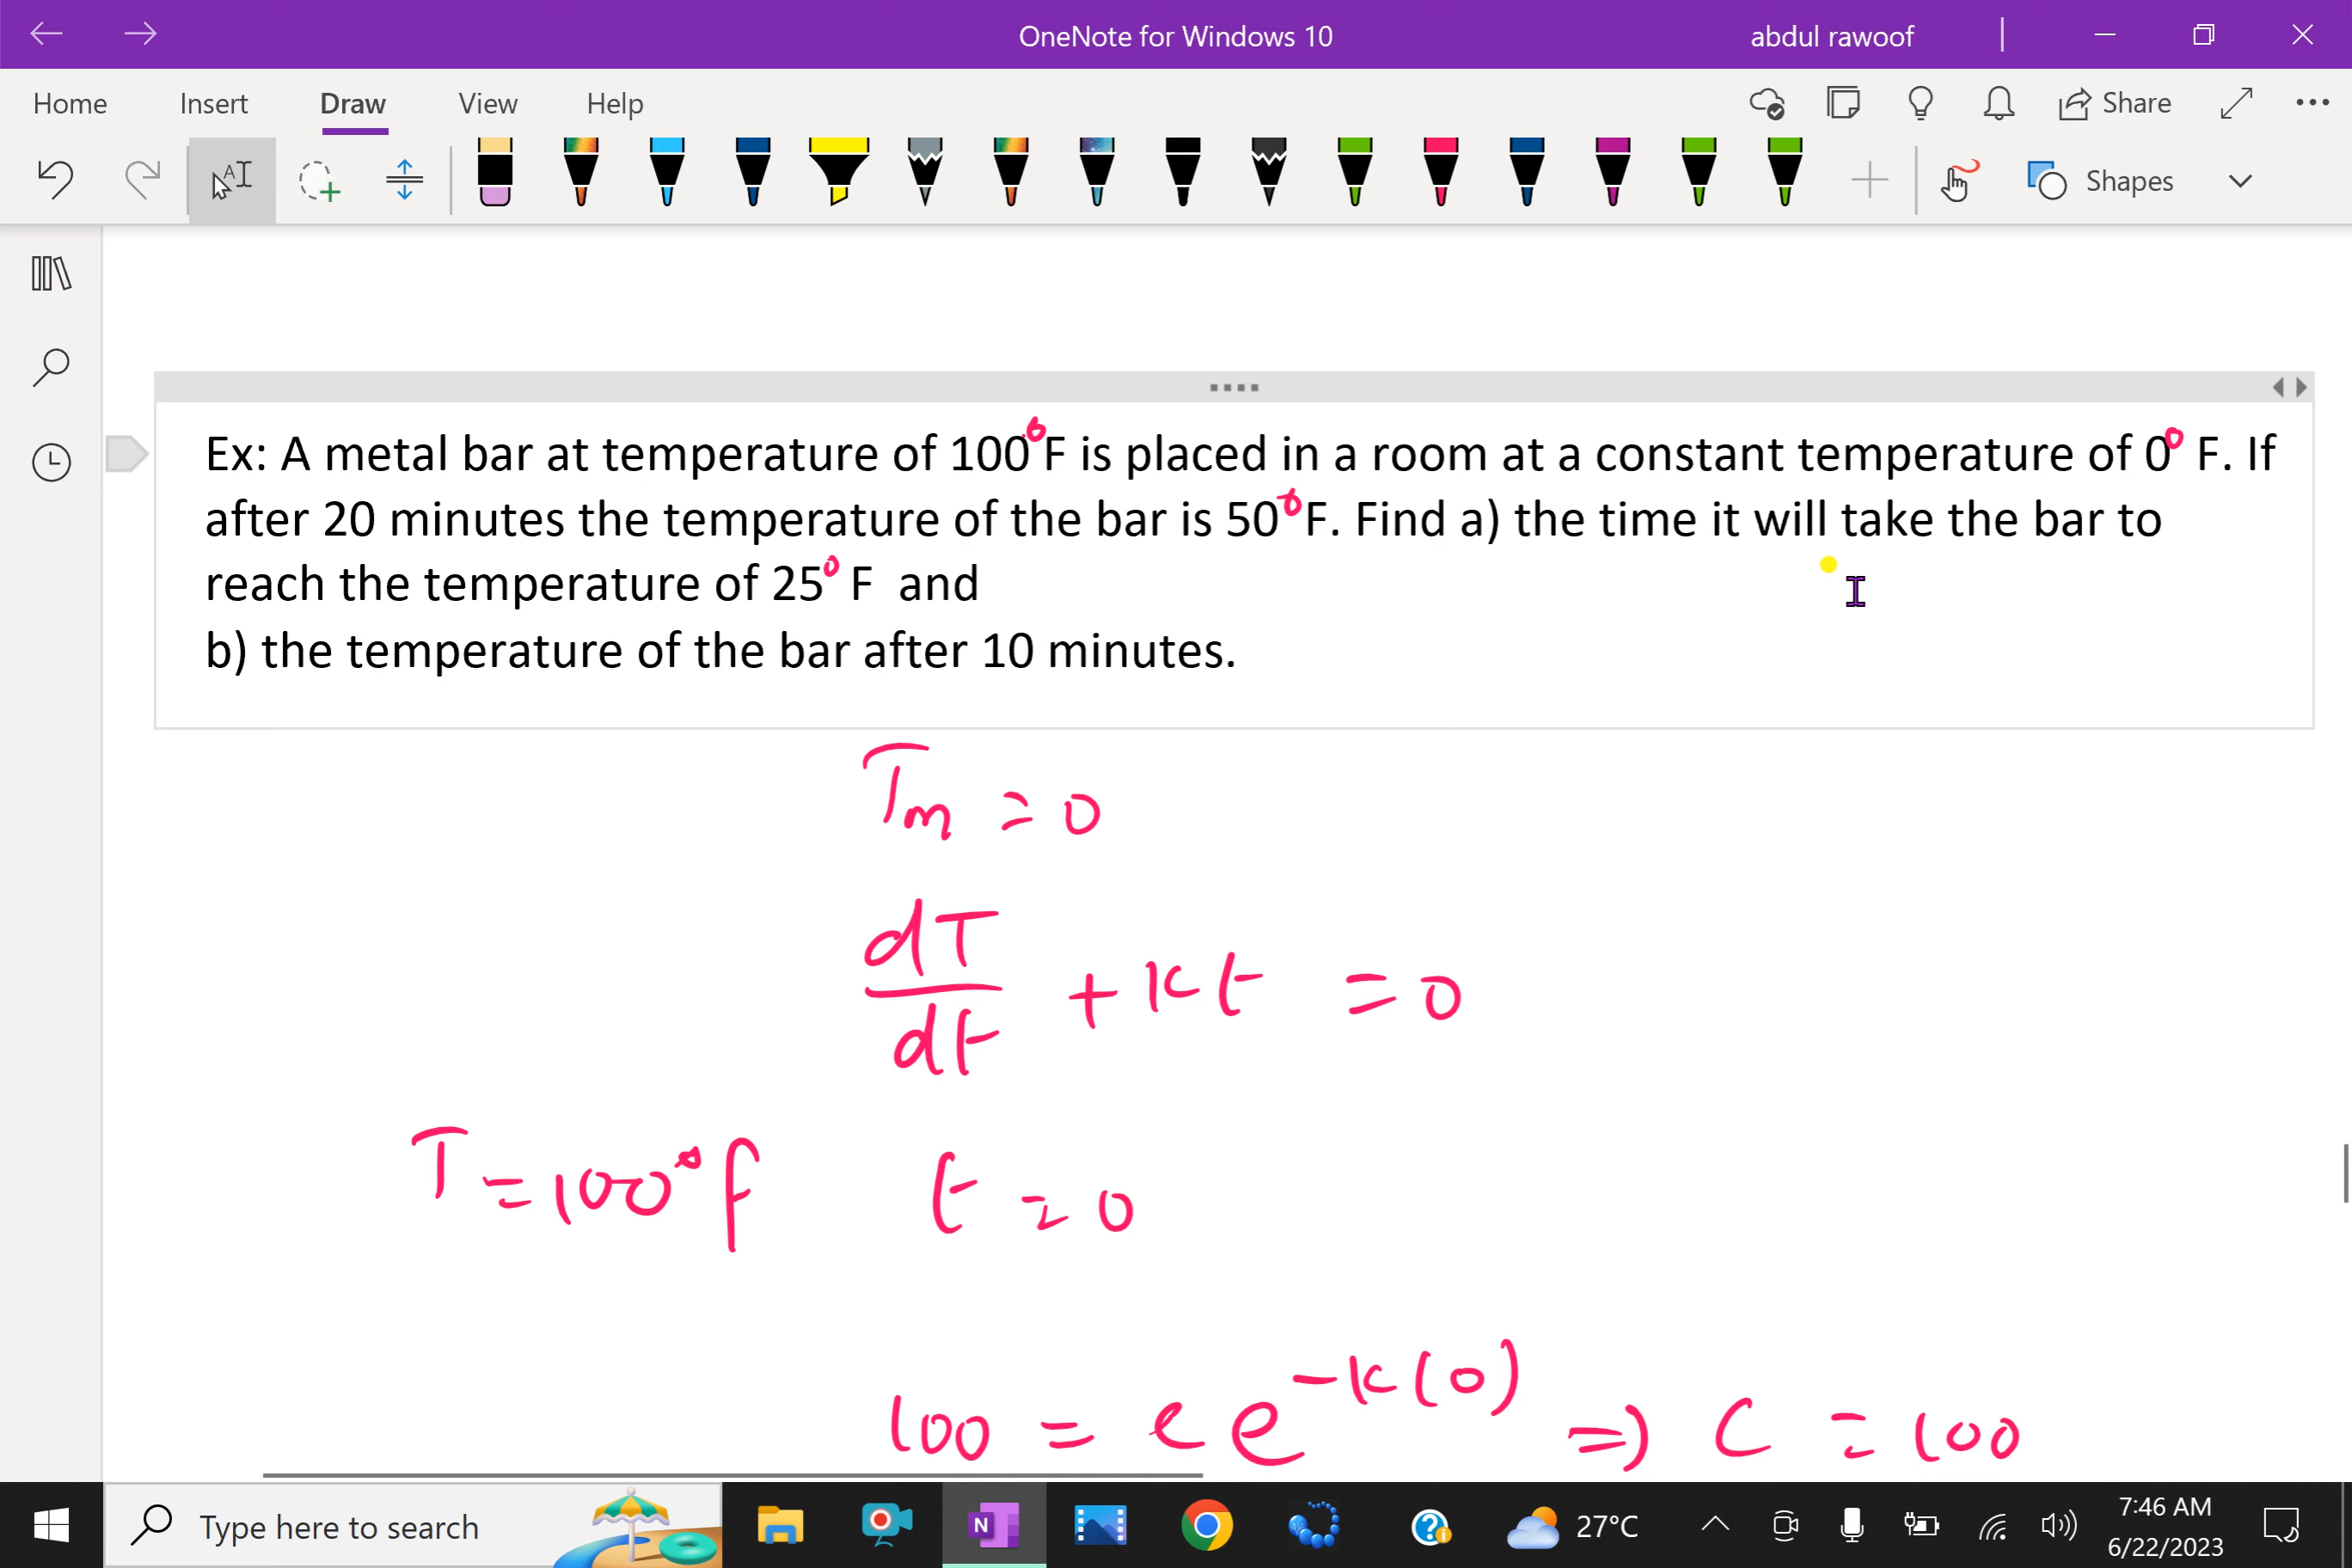 OneNote for Windows 10
abdul rawoof
Home Insert Draw View Help
Share
Shapes
Ex: A metal bar at temperature of 100°F is placed in a room at a constant temperature of 0° F. If
after 20 minutes the temperature of the bar is 50°F. Find a) the time it will take the bar to
reach the temperature of 25° F and
b) the temperature of the bar after 10 minutes.
Tm = 0
dT/dt + kt = 0
T = 100°f t = 0
100 = c e^-k(0) => C = 100
Type here to search
27°C
7:46 AM
6/22/2023